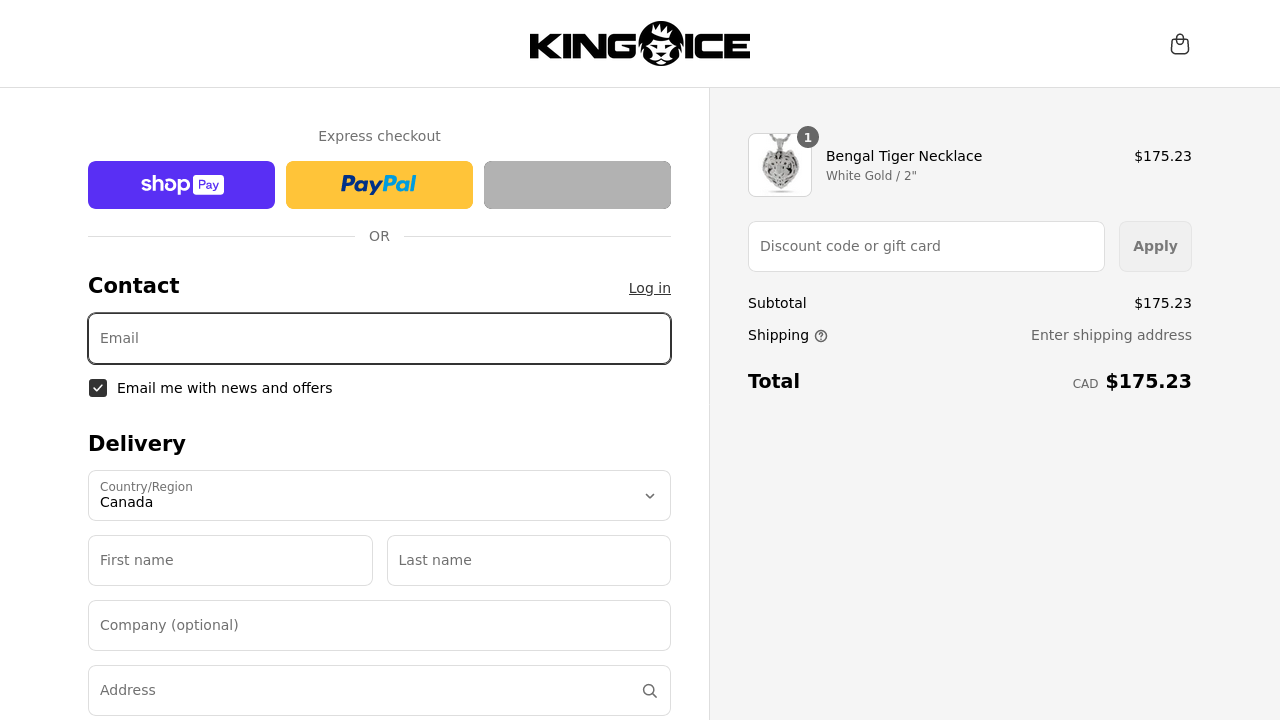 KING ICE
Express checkout
shop Pay
PayPal
OR
Contact
Log in
Email
Email me with news and offers
Delivery
Country/Region
Canada
First name
Last name
Company (optional)
Address
1
Bengal Tiger Necklace
$175.23
White Gold / 2"
Discount code or gift card
Apply
Subtotal
$175.23
Shipping
Enter shipping address
Total
CAD $175.23